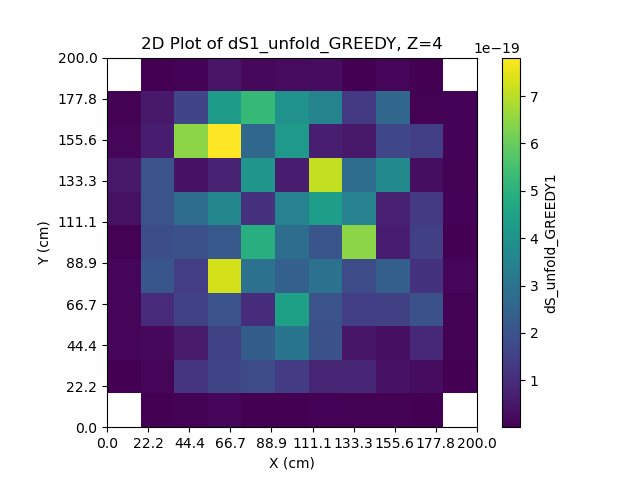 2D Plot of dS1_unfold_GREEDY, Z=4
1e−19
200.0
177.8
155.6
133.3
111.1
88.9
66.7
44.4
22.2
0.0
Y (cm)
0.0 22.2 44.4 66.7 88.9 111.1 133.3 155.6 177.8 200.0
X (cm)
7
6
5
4
3
2
1
dS_unfold_GREEDY1